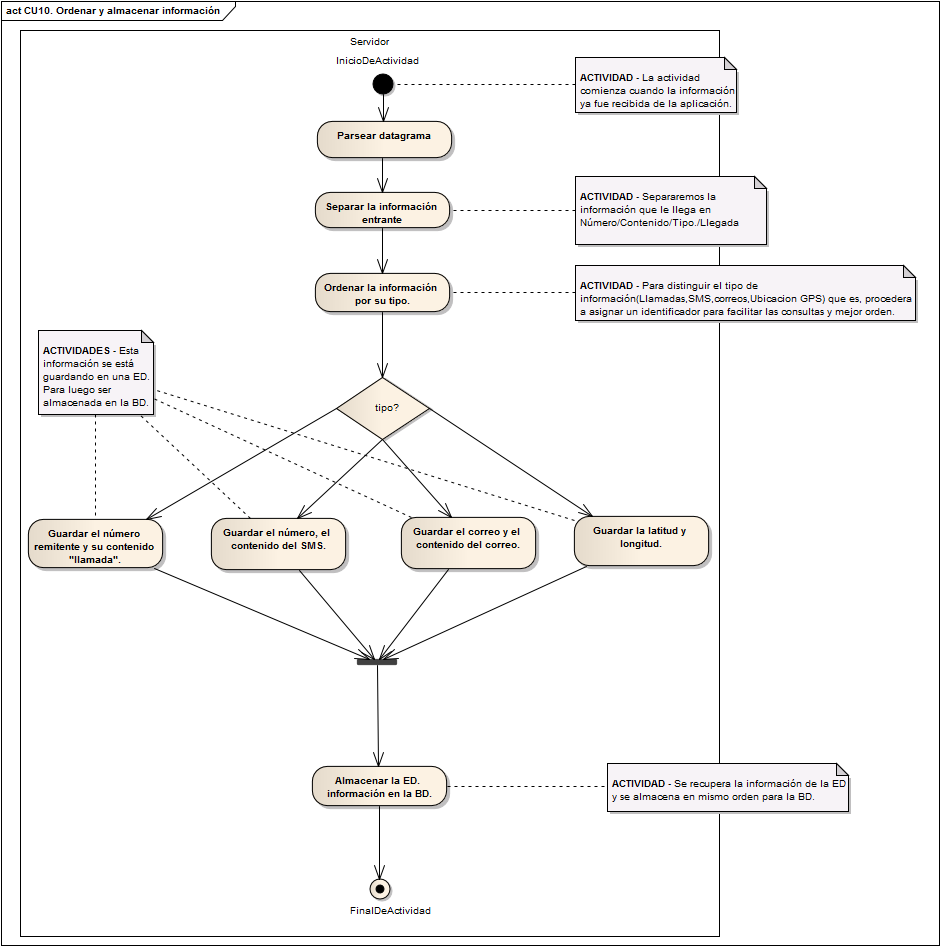 act CU10. Ordenar y almacenar información
Servidor
InicioDeActividad
ACTIVIDAD - La actividad
comienza cuando la información
ya fue recibida de la aplicación.
Parsear datagrama
Separar la información
entrante
ACTIVIDAD - Separaremos la
información que le llega en
Número/Contenido/Tipo./Llegada
Ordenar la información
por su tipo.
ACTIVIDAD - Para distinguir el tipo de
información(Llamadas,SMS,correos,Ubicacion GPS) que es, procedera
a asignar un identificador para facilitar las consultas y mejor orden.
ACTIVIDADES - Esta
información se está
guardando en una ED.
Para luego ser
almacenada en la BD.
tipo?
Guardar el número
remitente y su contenido
"llamada".
Guardar el número, el
contenido del SMS.
Guardar el correo y el
contenido del correo.
Guardar la latitud y
longitud.
Almacenar la ED.
información en la BD.
ACTIVIDAD - Se recupera la información de la ED
y se almacena en mismo orden para la BD.
FinalDeActividad